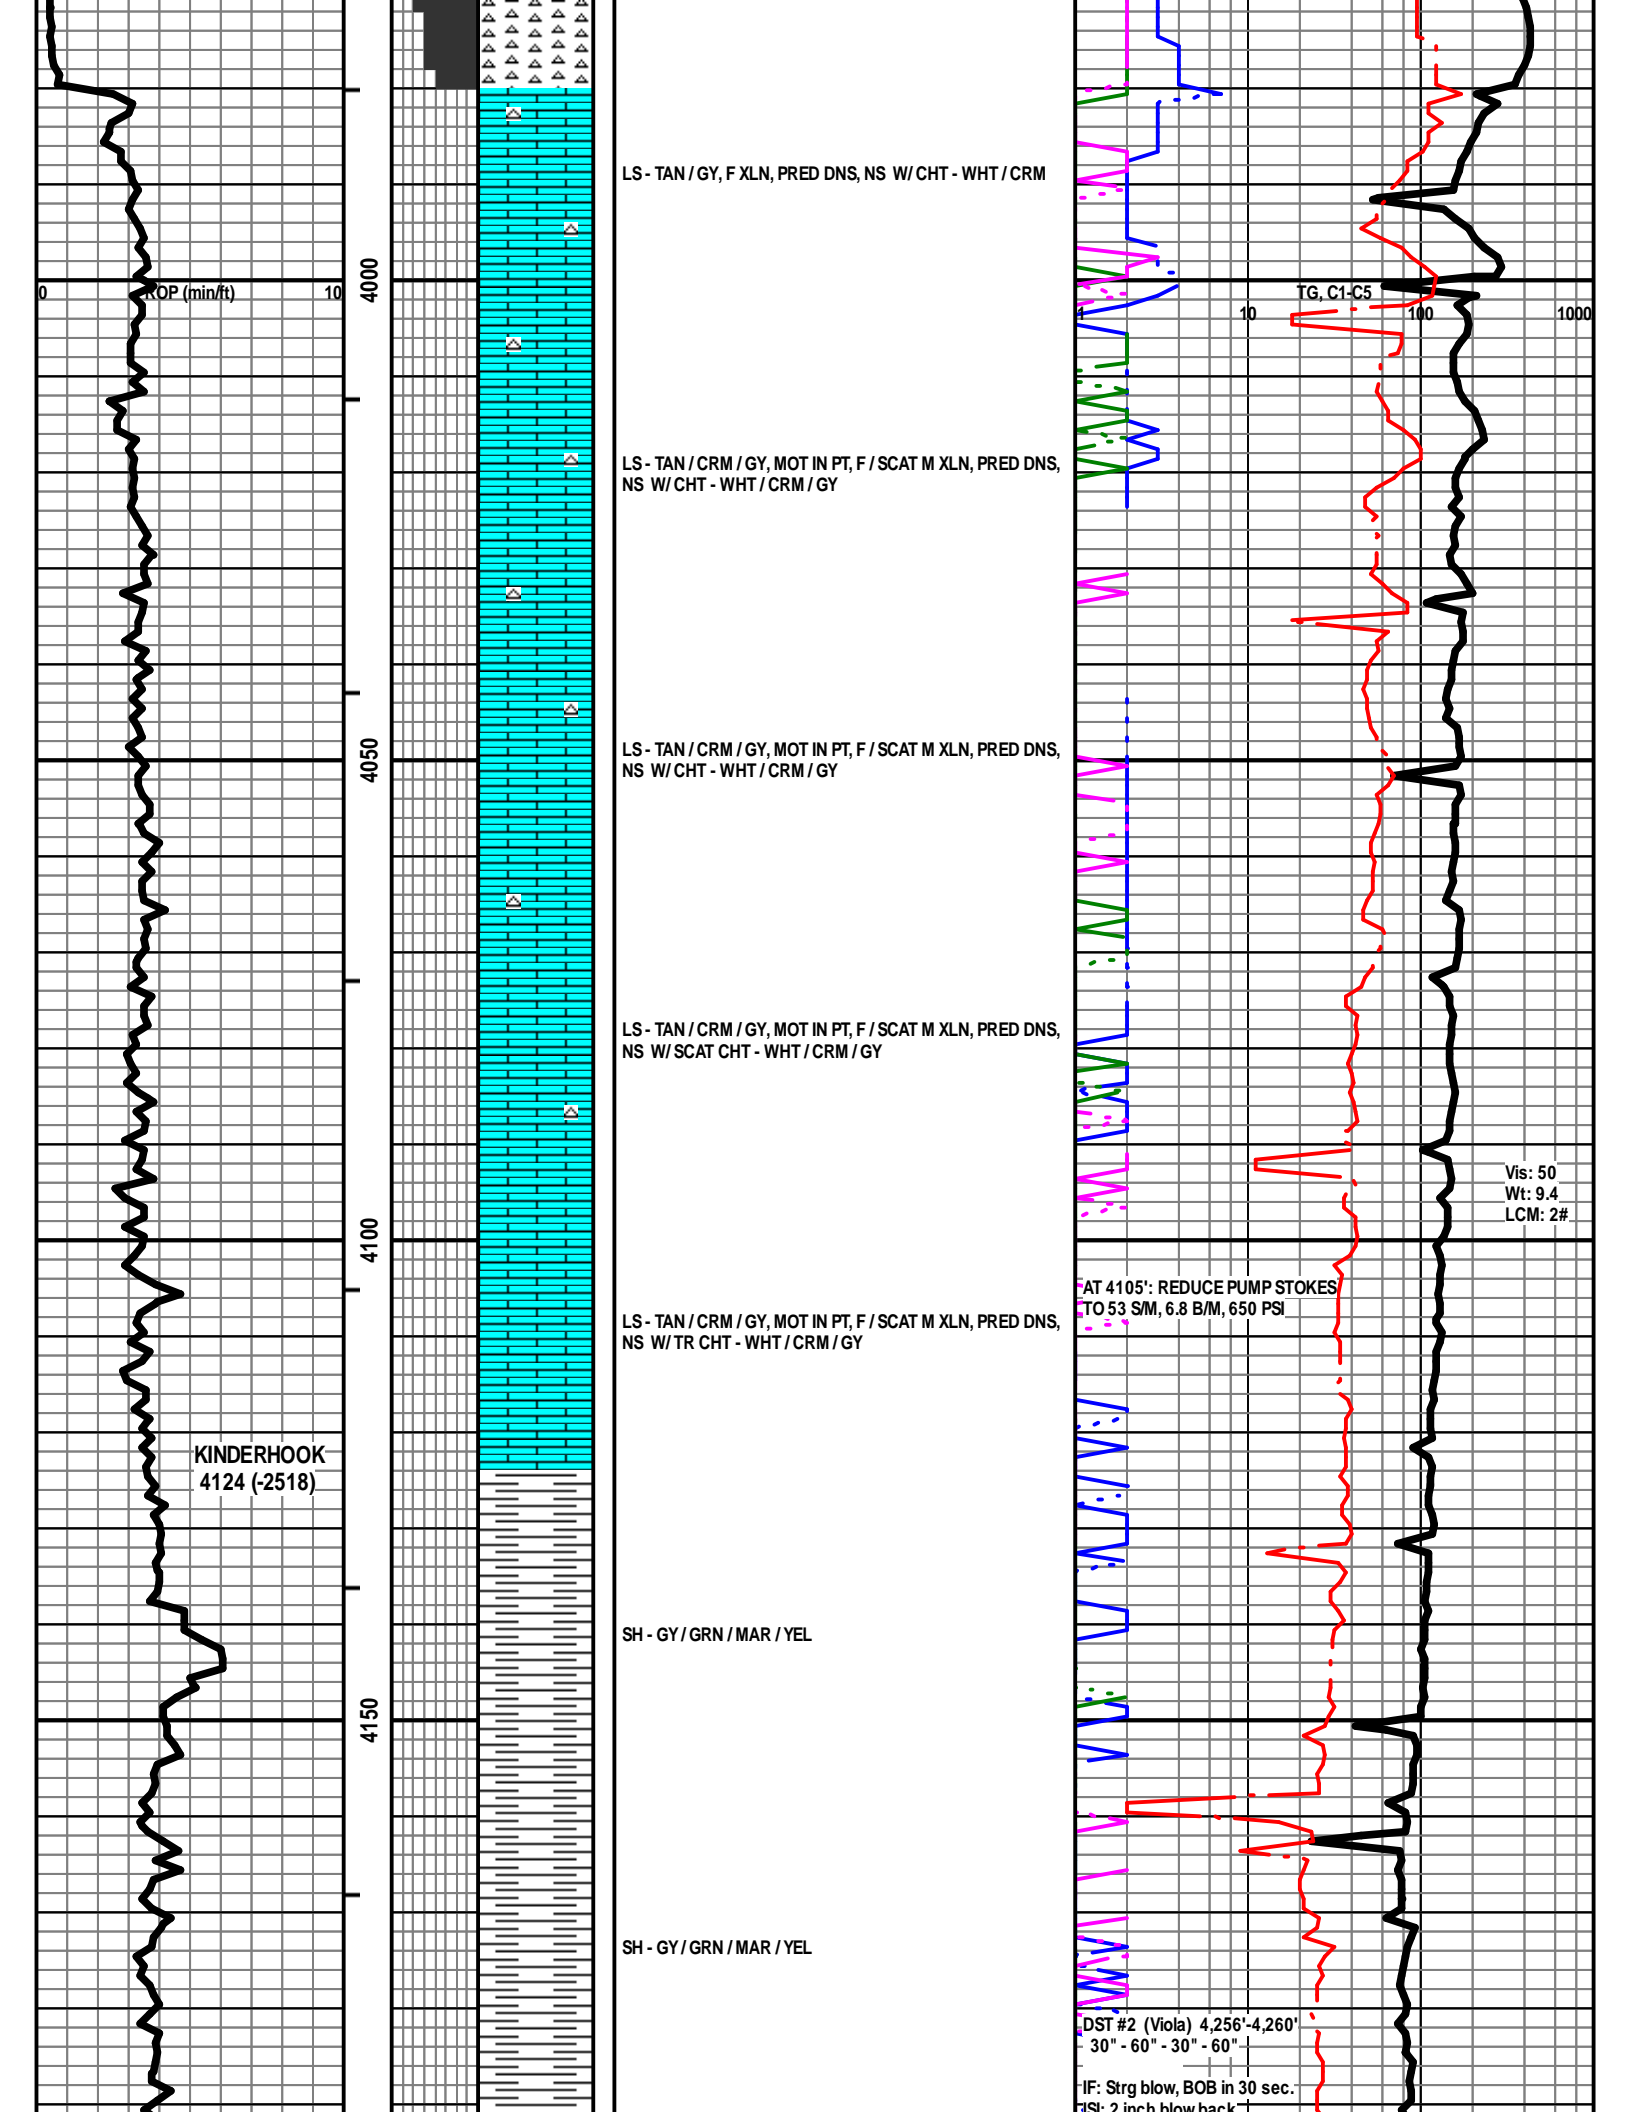 LS - TAN / GY, F XLN, PRED DNS, NS W/ CHT - WHT / CRM
4000
0 ROP (min/ft) 10
TG, C1-C5
1 10 100 1000
LS - TAN / CRM / GY, MOT IN PT, F / SCAT M XLN, PRED DNS,
NS W/ CHT - WHT / CRM / GY
4050
LS - TAN / CRM / GY, MOT IN PT, F / SCAT M XLN, PRED DNS,
NS W/ CHT - WHT / CRM / GY
LS - TAN / CRM / GY, MOT IN PT, F / SCAT M XLN, PRED DNS,
NS W/ SCAT CHT - WHT / CRM / GY
Vis: 50
Wt: 9.4
LCM: 2#
4100
AT 4105': REDUCE PUMP STOKES
TO 53 S/M, 6.8 B/M, 650 PSI
LS - TAN / CRM / GY, MOT IN PT, F / SCAT M XLN, PRED DNS,
NS W/ TR CHT - WHT / CRM / GY
KINDERHOOK
4124 (-2518)
SH - GY / GRN / MAR / YEL
4150
SH - GY / GRN / MAR / YEL
DST #2 (Viola) 4,256'-4,260'
30" - 60" - 30" - 60"
IF: Strg blow, BOB in 30 sec.
ISI: 2 inch blow back